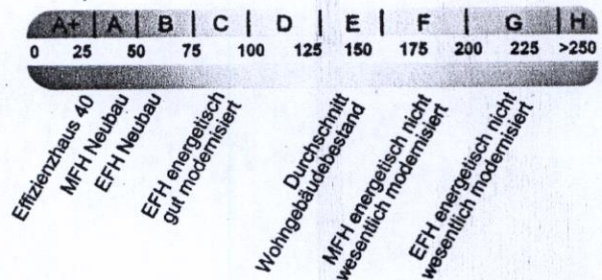 A+ | A | B | C | D | E | F | G | H
0 25 50 75 100 125 150 175 200 225 >250
Effizienzhaus 40
MFH Neubau
EFH Neubau
EFH energetisch
gut modernisiert
Durchschnitt
Wohngebäudebestand
MFH energetisch nicht
wesentlich modernisiert
EFH energetisch nicht
wesentlich modernisiert